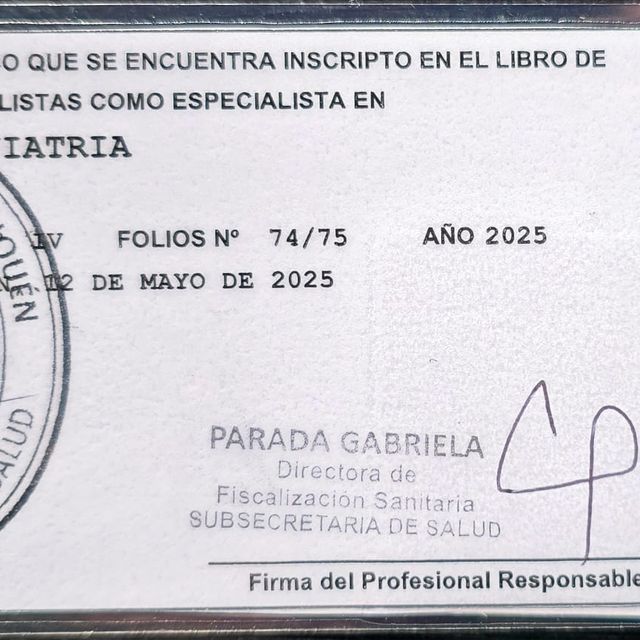 O QUE SE ENCUENTRA INSCRIPTO EN EL LIBRO DE
LISTAS COMO ESPECIALISTA EN
IATRIA
IV FOLIOS Nº 74/75 AÑO 2025
12 DE MAYO DE 2025
QUÉN
SALUD
PARADA GABRIELA
Directora de
Fiscalización Sanitaria
SUBSECRETARIA DE SALUD
Firma del Profesional Responsable